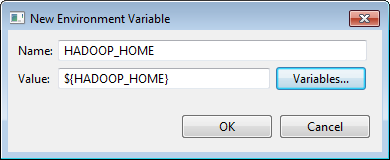 New Environment Variable
Name: HADOOP_HOME
Value: ${HADOOP_HOME} Variables...
OK Cancel